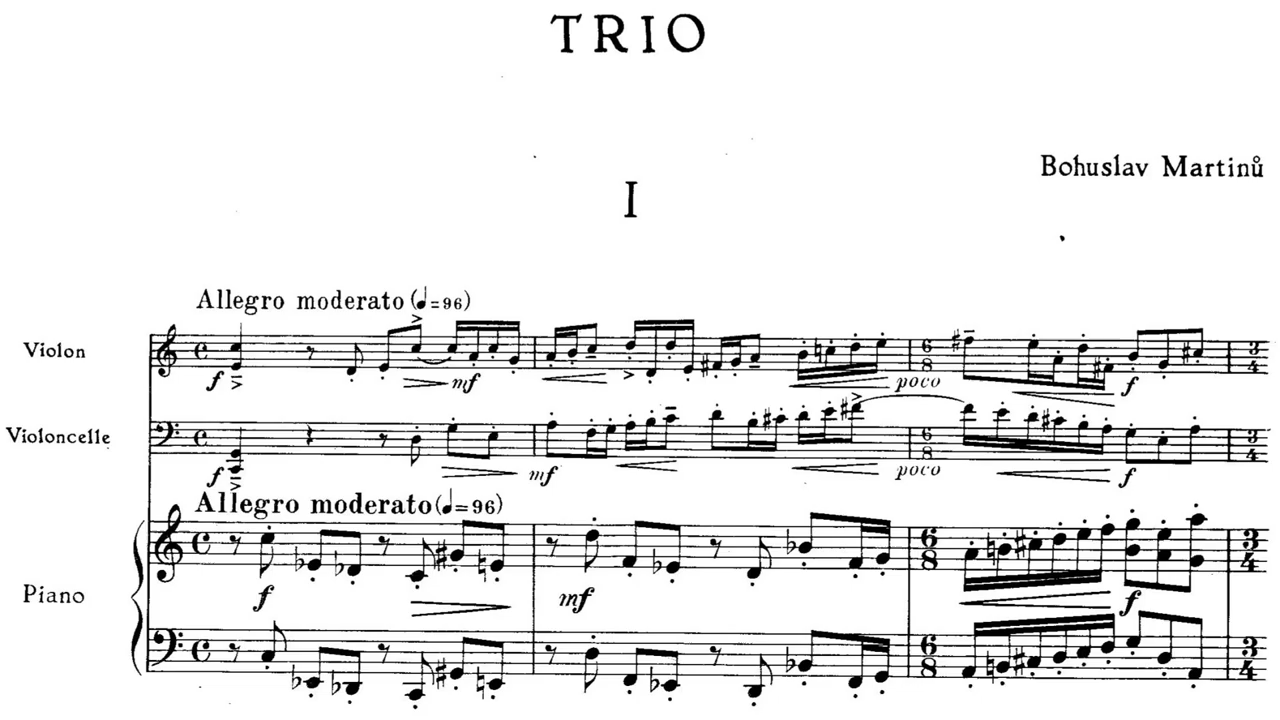 TRIO
Bohuslav Martinů
I
Allegro moderato (♩=96)
Violon
f
mf
poco
f
Violoncelle
f
mf
poco
f
Allegro moderato (♩=96)
Piano
f
mf
f